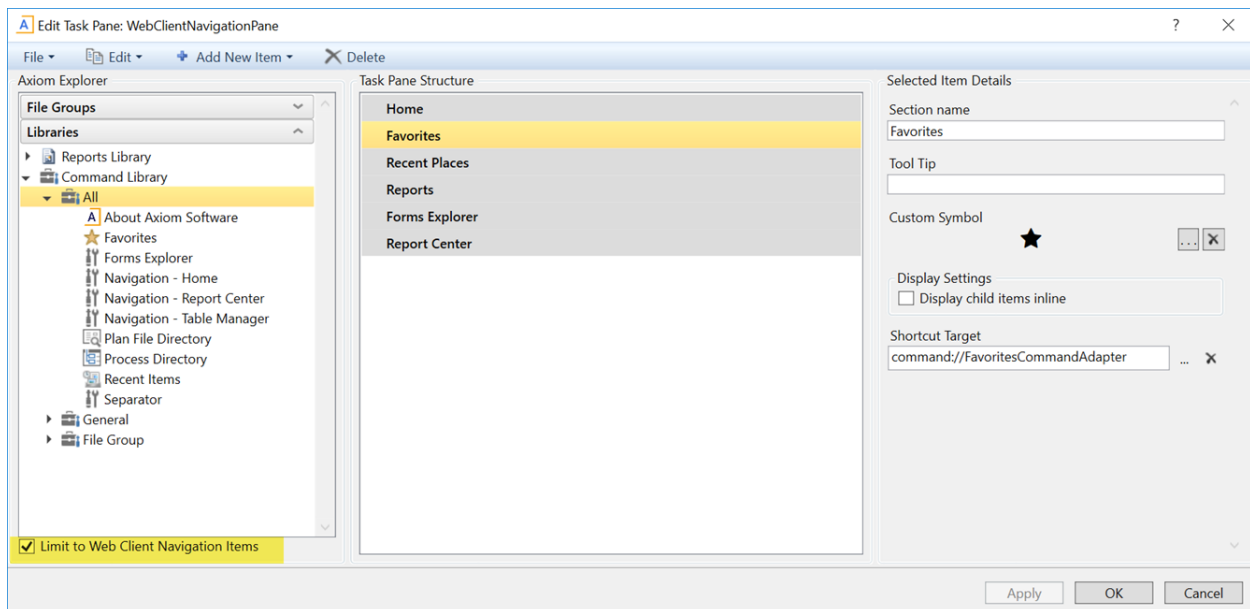 A Edit Task Pane: WebClientNavigationPane
?
File Edit Add New Item Delete
Axiom Explorer
File Groups
Libraries
Reports Library
Command Library
All
A About Axiom Software
Favorites
Forms Explorer
Navigation - Home
Navigation - Report Center
Navigation - Table Manager
Plan File Directory
Process Directory
Recent Items
Separator
General
File Group
Limit to Web Client Navigation Items
Task Pane Structure
Home
Favorites
Recent Places
Reports
Forms Explorer
Report Center
Selected Item Details
Section name
Favorites
Tool Tip
Custom Symbol
...
Display Settings
Display child items inline
Shortcut Target
command://FavoritesCommandAdapter ...
Apply OK Cancel